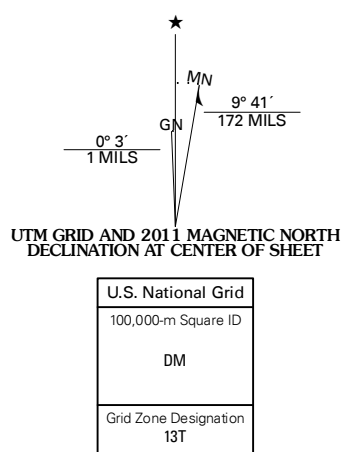 MN
GN
9° 41´
172 MILS
0° 3´
1 MILS
UTM GRID AND 2011 MAGNETIC NORTH
DECLINATION AT CENTER OF SHEET
U.S. National Grid
100,000-m Square ID
DM
Grid Zone Designation
13T